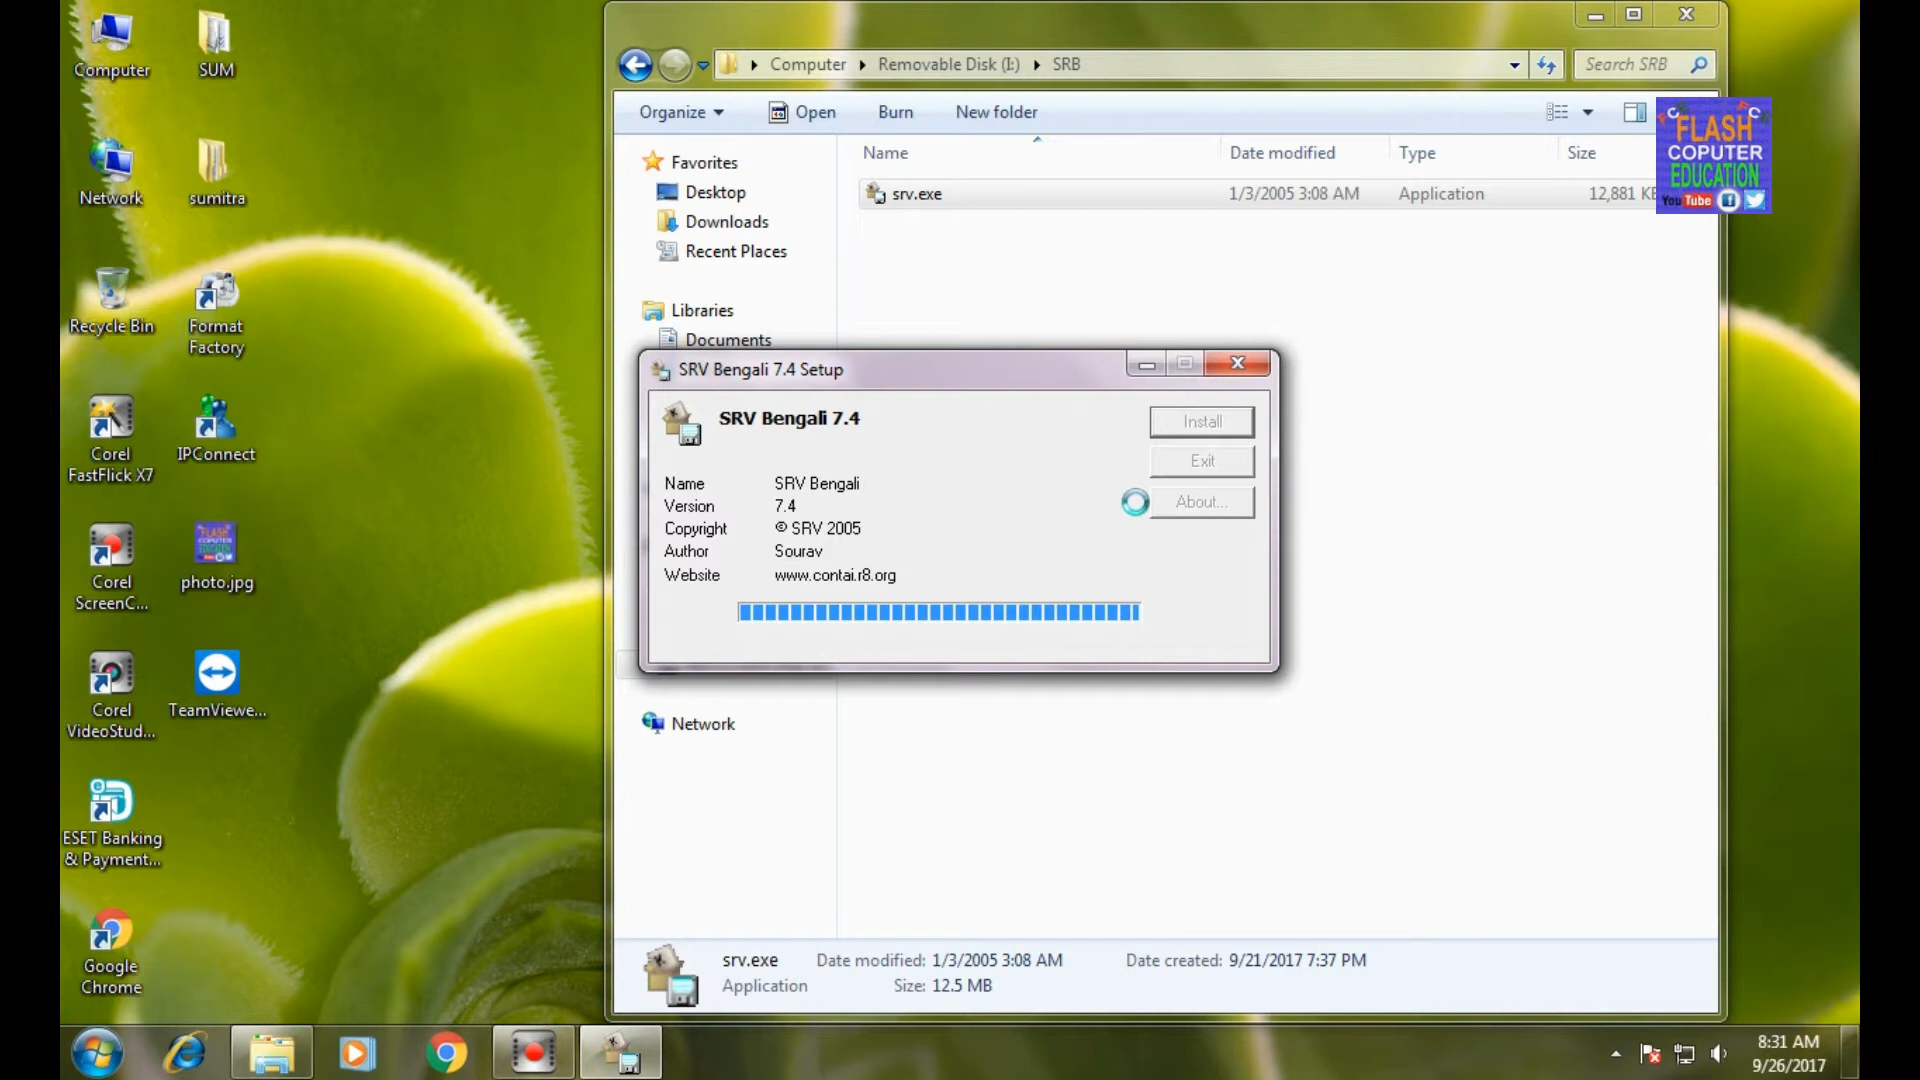 Computer
SUM
Network
sumitra
Recycle Bin
Format
Factory
Corel
FastFlick X7
IPConnect
Corel
ScreenC...
photo.jpg
Corel
VideoStud...
TeamViewe...
ESET Banking
& Payment...
Google
Chrome
Computer
Removable Disk (I:)
SRB
Search SRB
Organize
Open
Burn
New folder
Name
Date modified
Type
Size
srv.exe
1/3/2005 3:08 AM
Application
12,881 KB
FLASH
COPUTER
EDUCATION
YouTube
Favorites
Desktop
Downloads
Recent Places
Libraries
Documents
SRV Bengali 7.4 Setup
SRV Bengali 7.4
Install
Exit
About...
Name SRV Bengali
Version 7.4
Copyright © SRV 2005
Author Sourav
Website www.contai.r8.org
Network
srv.exe Date modified: 1/3/2005 3:08 AM Date created: 9/21/2017 7:37 PM
Application Size: 12.5 MB
8:31 AM
9/26/2017